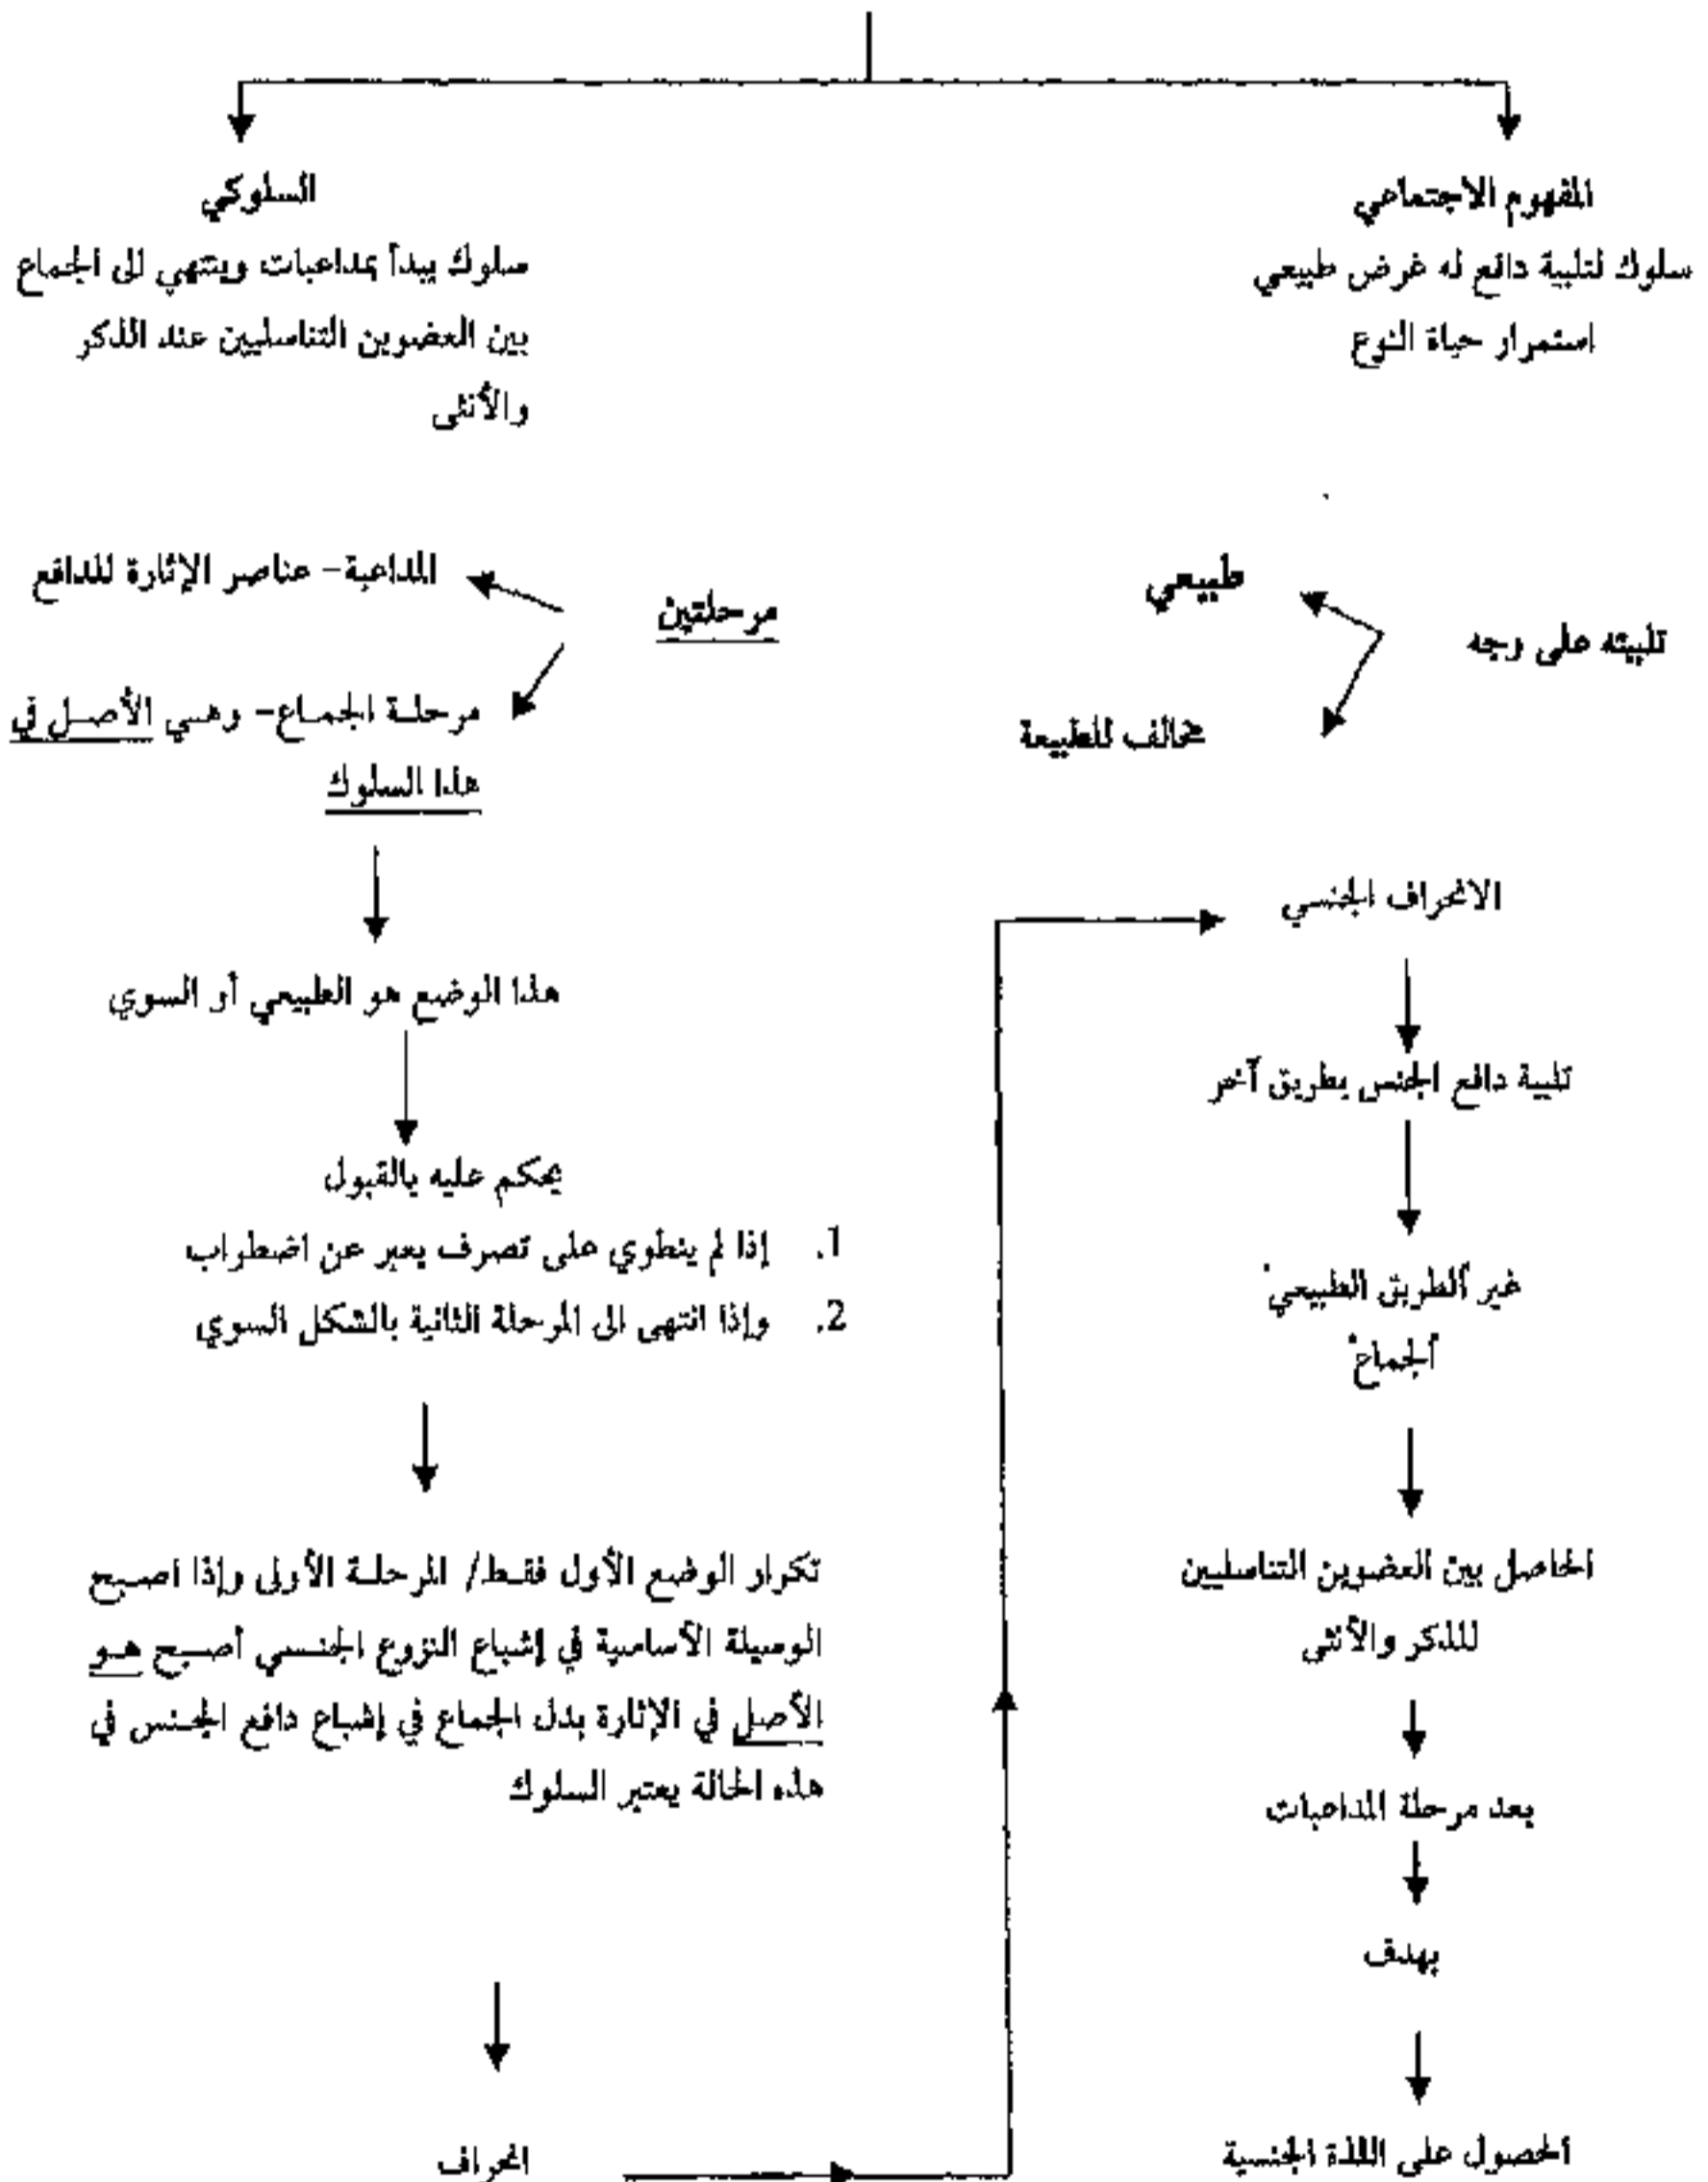 المفهوم الاجتماعي
سلوك لتلبية دافع له غرض طبيعي
استمرار حياة النوع
السلوكي
سلوك يبدأ بمداعبات وينتهي الى الجماع
بين العضوين التناسليين عند الذكر
والأنثى
تلبيته على وجه
طبيعي
مخالف للطبيعة
مرحلتين
المداعبة- عناصر الإثارة للدافع
مرحلة الجماع- وهي الأصل في
هذا السلوك
هذا الوضع هو الطبيعي أو السوي
يحكم عليه بالقبول
1. إذا لم ينطوي على تصرف يعبر عن اضطراب
2. وإذا انتهى الى المرحلة الثانية بالشكل السوي
تكرار الوضع الأول فقط/ المرحلة الأولى وإذا اصبح
الوسيلة الأساسية في إشباع النزوع الجنسي أصبح هو
الأصل في الإثارة بدل الجماع في إشباع دافع الجنس في
هذه الحالة يعتبر السلوك
انحراف
الانحراف الجنسي
تلبية دافع الجنس بطريق آخر
غير "الطريق الطبيعي"
"الجماع"
الحاصل بين العضوين التناسليين
للذكر والأنثى
بعد مرحلة المداعبات
بهدف
الحصول على اللذة الجنسية